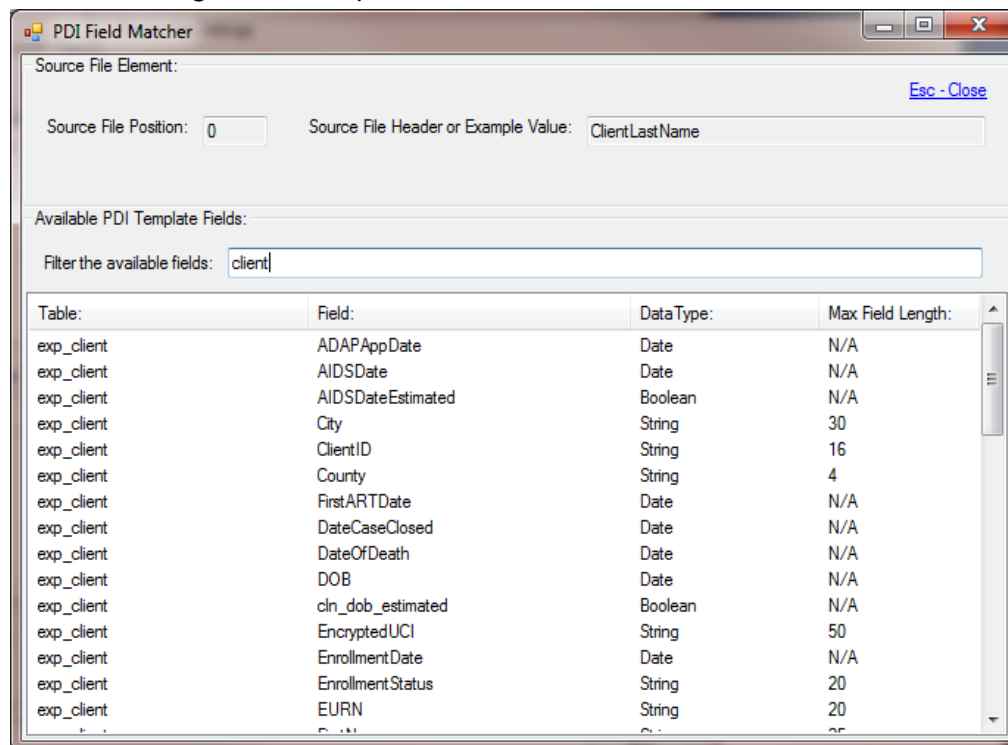 PDI Field Matcher
Source File Element:
Esc - Close
Source File Position: 0 Source File Header or Example Value: ClientLastName
Available PDI Template Fields:
Filter the available fields: client
Table: Field: DataType: Max Field Length:
exp_client ADAPAppDate Date N/A
exp_client AIDSDate Date N/A
exp_client AIDSDateEstimated Boolean N/A
exp_client City String 30
exp_client ClientID String 16
exp_client County String 4
exp_client FirstARTDate Date N/A
exp_client DateCaseClosed Date N/A
exp_client DateOfDeath Date N/A
exp_client DOB Date N/A
exp_client cln_dob_estimated Boolean N/A
exp_client EncryptedUCI String 50
exp_client EnrollmentDate Date N/A
exp_client EnrollmentStatus String 20
exp_client EURN String 20